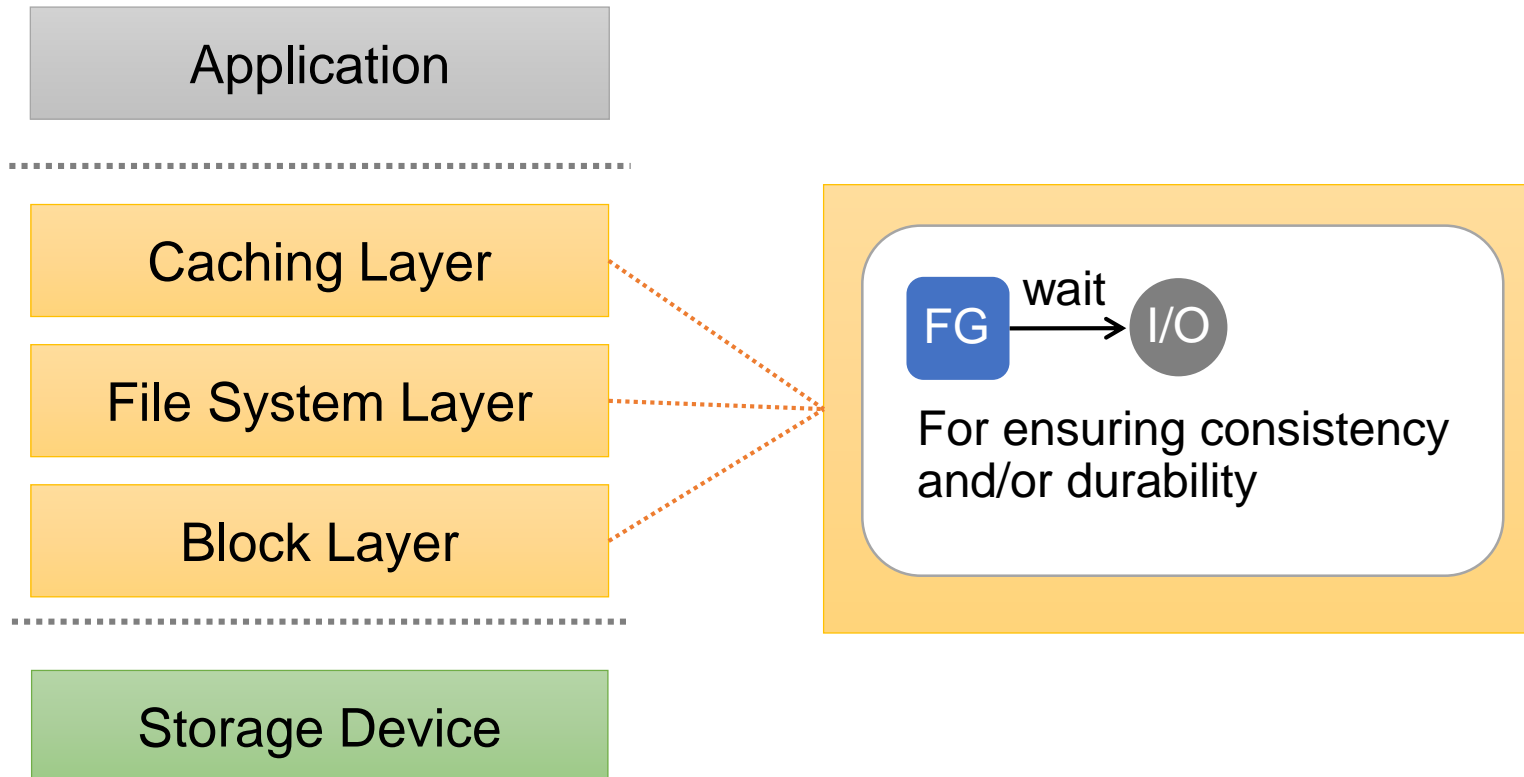 Application
Caching Layer
File System Layer
Block Layer
Storage Device
wait
FG
I/O
For ensuring consistency
and/or durability